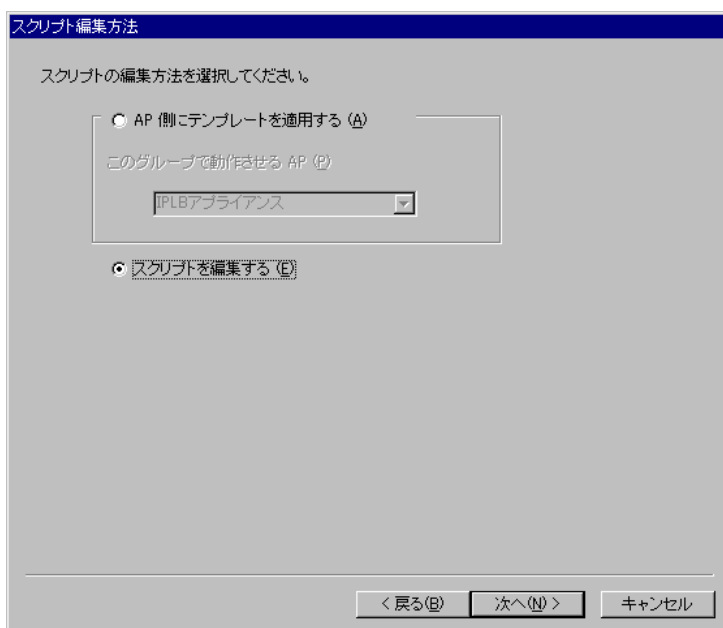 スクリプト編集方法
スクリプトの編集方法を選択してください。
AP 側にテンプレートを適用する (A)
このグループで動作させる AP (P)
IPLBアプライアンス
スクリプトを編集する (E)
< 戻る(B)
次へ(N) >
キャンセル